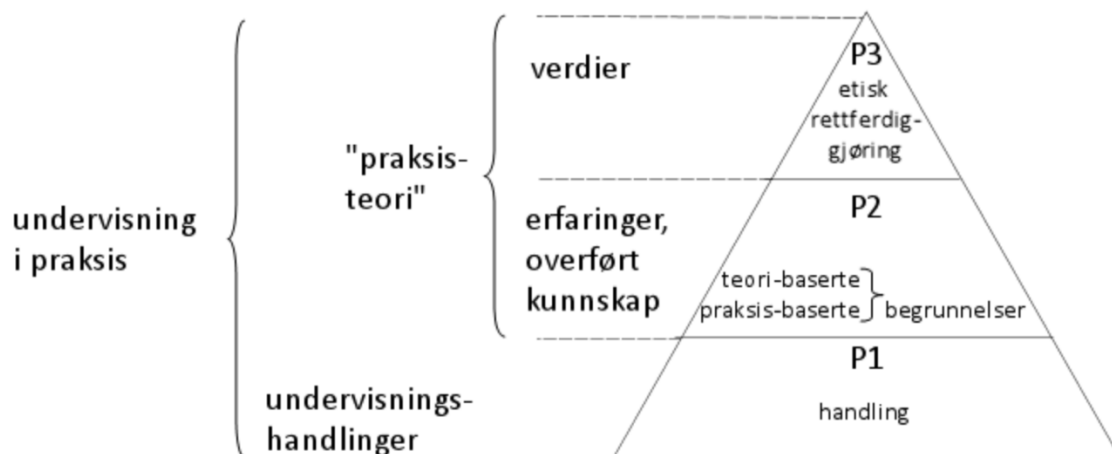 undervisning
i praksis
"praksis-
teori"
undervisnings-
handlinger
verdier
erfaringer,
overført
kunnskap
P3
etisk
rettferdig-
gjøring
P2
teori-baserte
praksis-baserte
begrunnelser
P1
handling